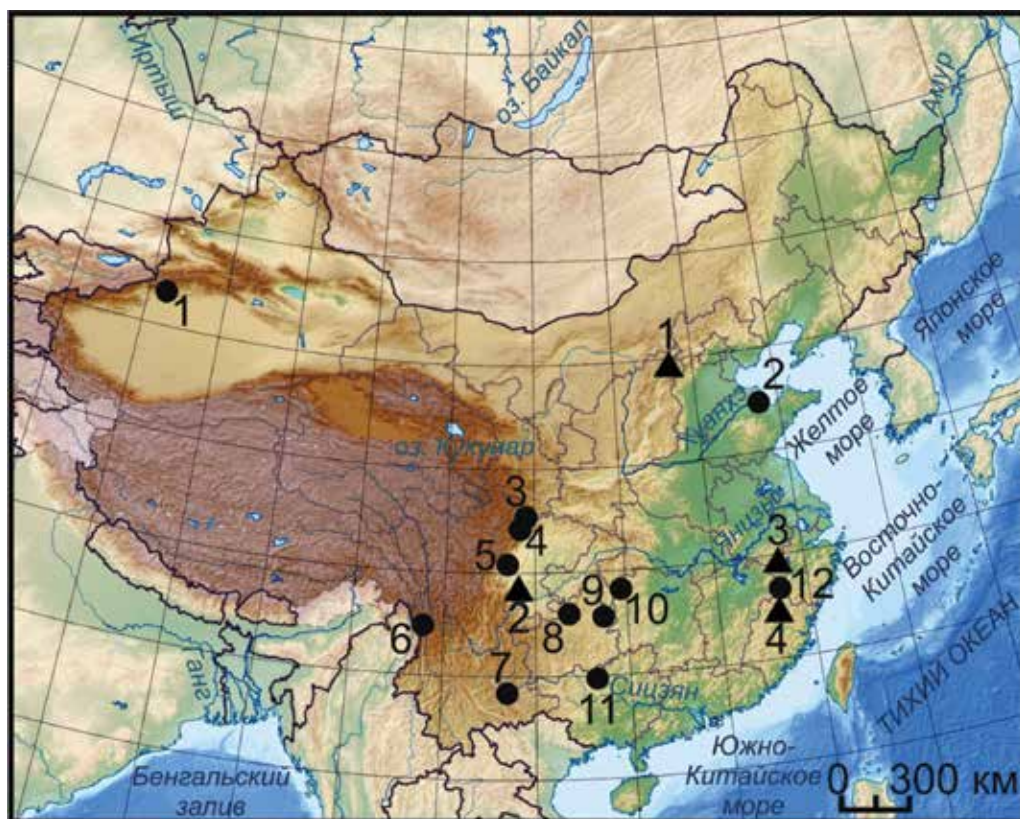 Иртыш
оз. Байкал
Амур
Японское
море
1
1
2
Хуанхэ
Желтое
море
оз. Кукунар
3
4
Янцзы
3
Восточно-
Китайское
море
5
2
12
9
10
8
4
6
7
11
Сицзян
ТИХИЙ ОКЕАН
Ганг
Бенгальский
залив
Южно-
Китайское
море
0 300 км